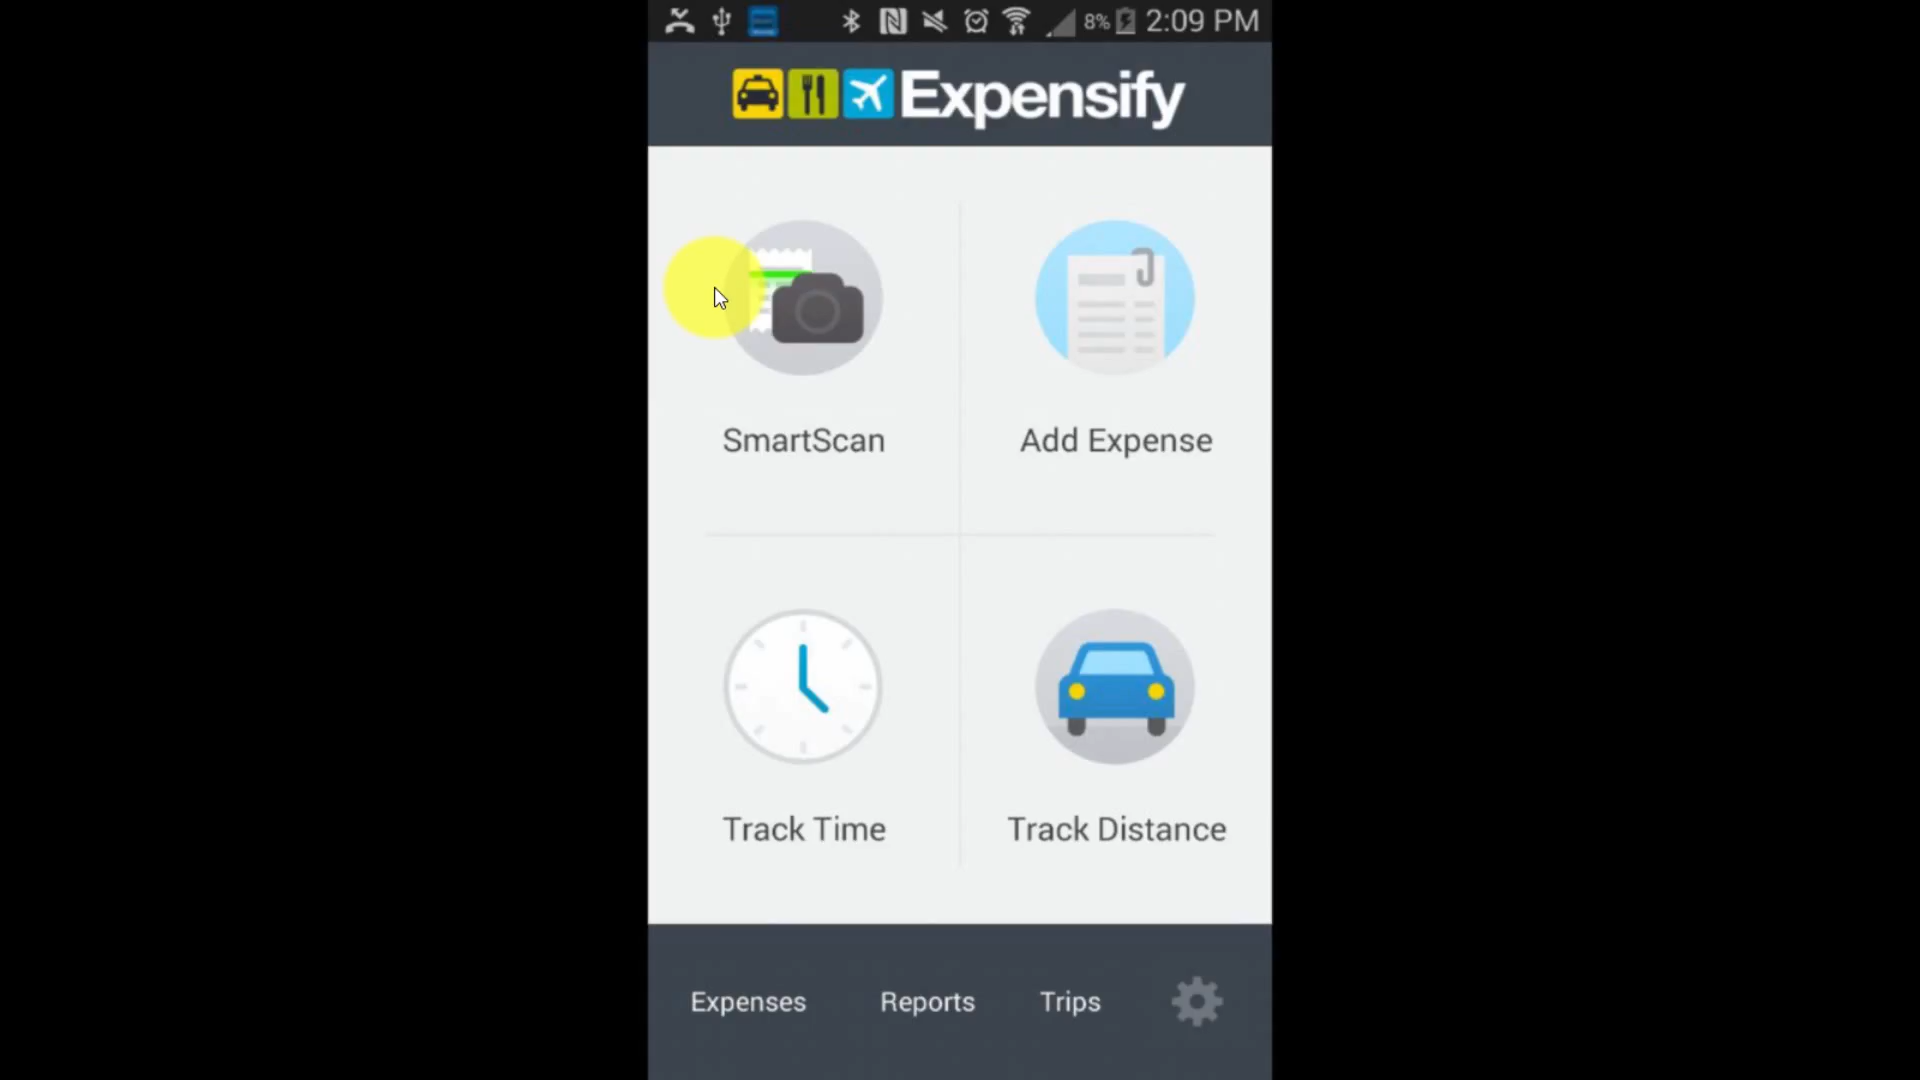 8% 2:09 PM
Expensify
SmartScan
Add Expense
Track Time
Track Distance
Expenses Reports Trips